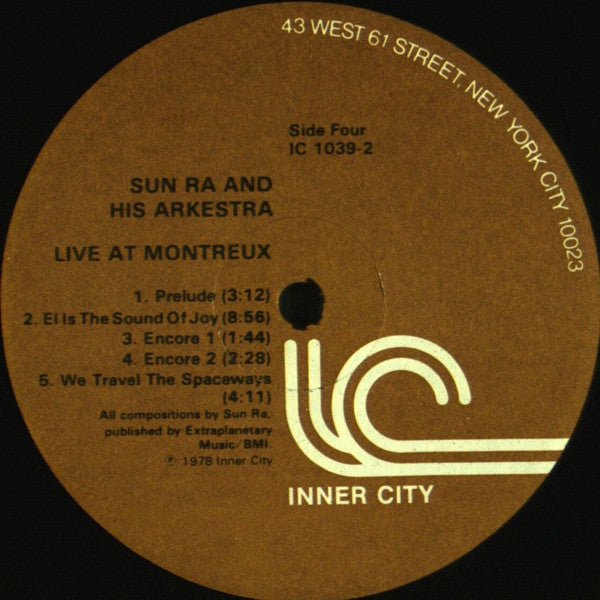 43 WEST 61 STREET, NEW YORK CITY 10023
Side Four
IC 1039-2
SUN RA AND
HIS ARKESTRA
LIVE AT MONTREUX
1. Prelude (3:12)
2. El Is The Sound Of Joy (8:56)
3. Encore 1 (1:44)
4. Encore 2 (2:28)
5. We Travel The Spaceways
(4:11)
All compositions by Sun Ra,
published by Extraplanetary
Music/BMI.
℗ 1978 Inner City
IC
INNER CITY